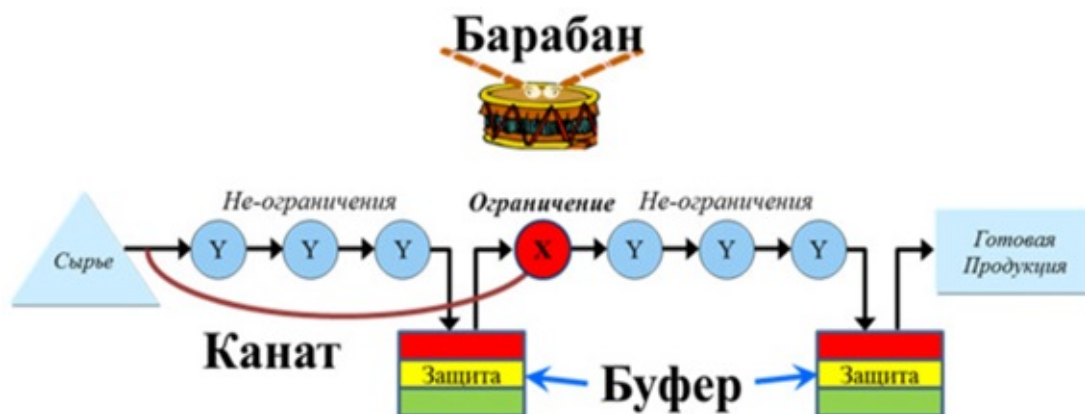 Барабан
Не-ограничения
Ограничение
Не-ограничения
Сырье
Y
Y
Y
X
Y
Y
Y
Готовая
Продукция
Канат
Защита
Буфер
Защита